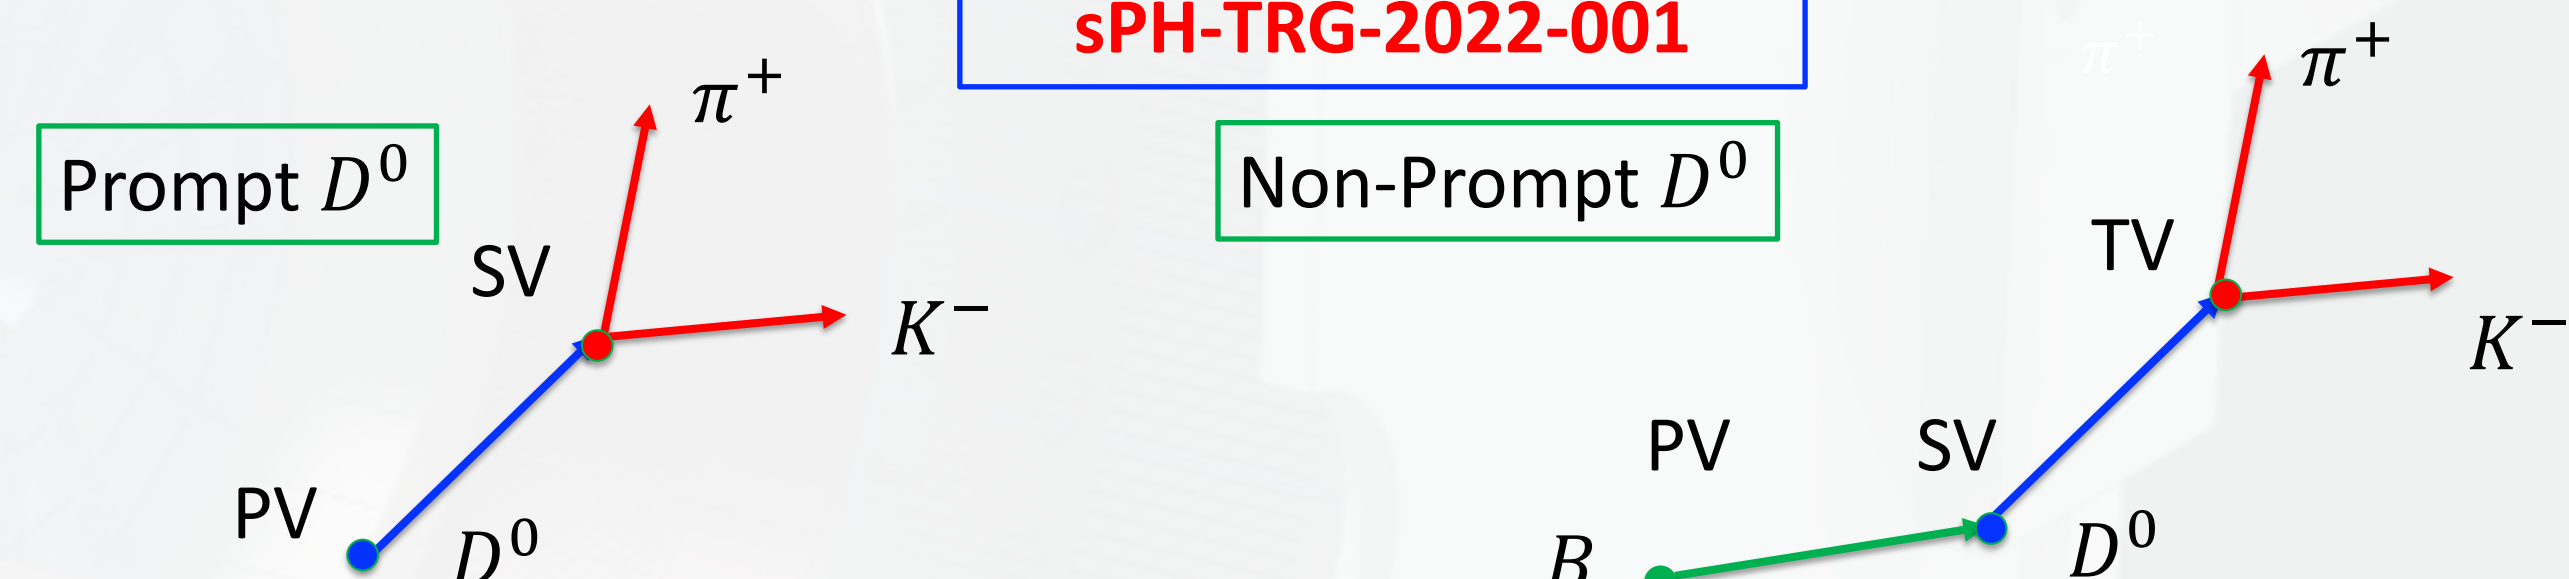 sPH-TRG-2022-001
π⁺
Prompt D⁰
SV
K⁻
PV
D⁰
π⁺
π⁺
Non-Prompt D⁰
TV
K⁻
PV
SV
B
D⁰